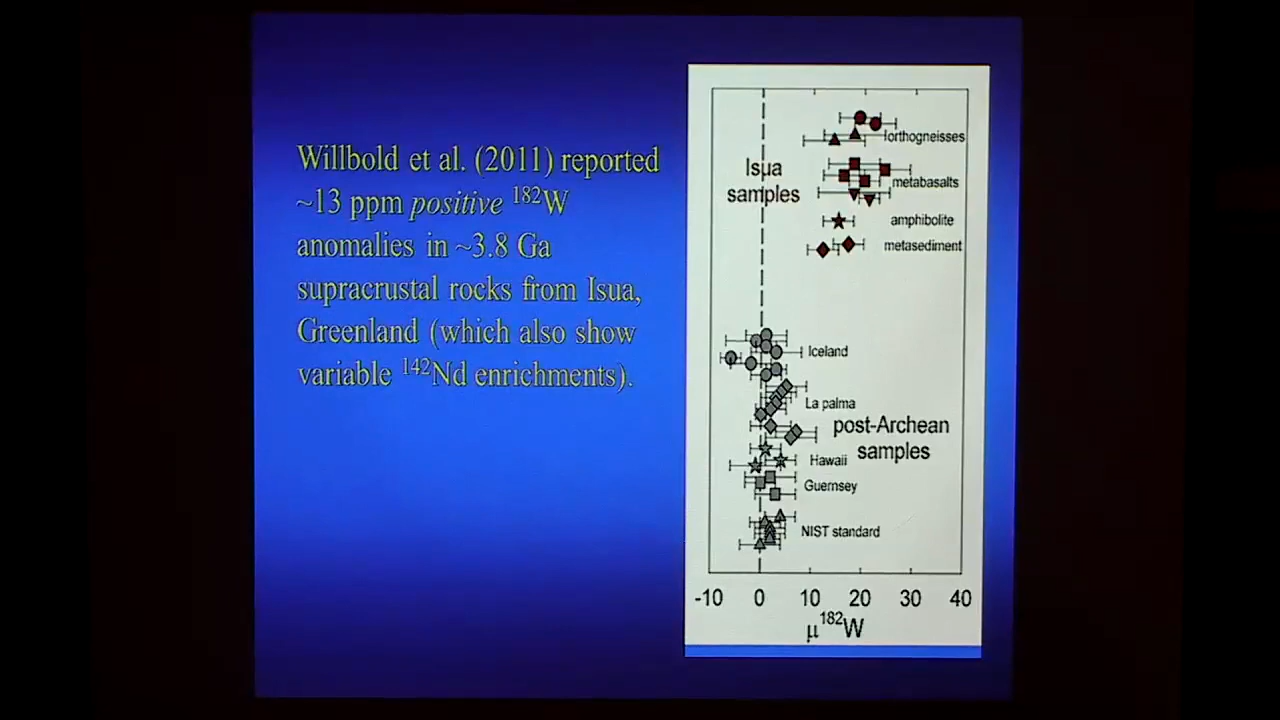 Willbold et al. (2011) reported
~13 ppm positive ¹⁸²W
anomalies in ~3.8 Ga
supracrustal rocks from Isua,
Greenland (which also show
variable ¹⁴²Nd enrichments).
Isua
samples
orthogneisses
metabasalts
amphibolite
metasediment
Iceland
La palma
post-Archean
samples
Hawaii
Guernsey
NIST standard
-10 0 10 20 30 40
μ¹⁸²W